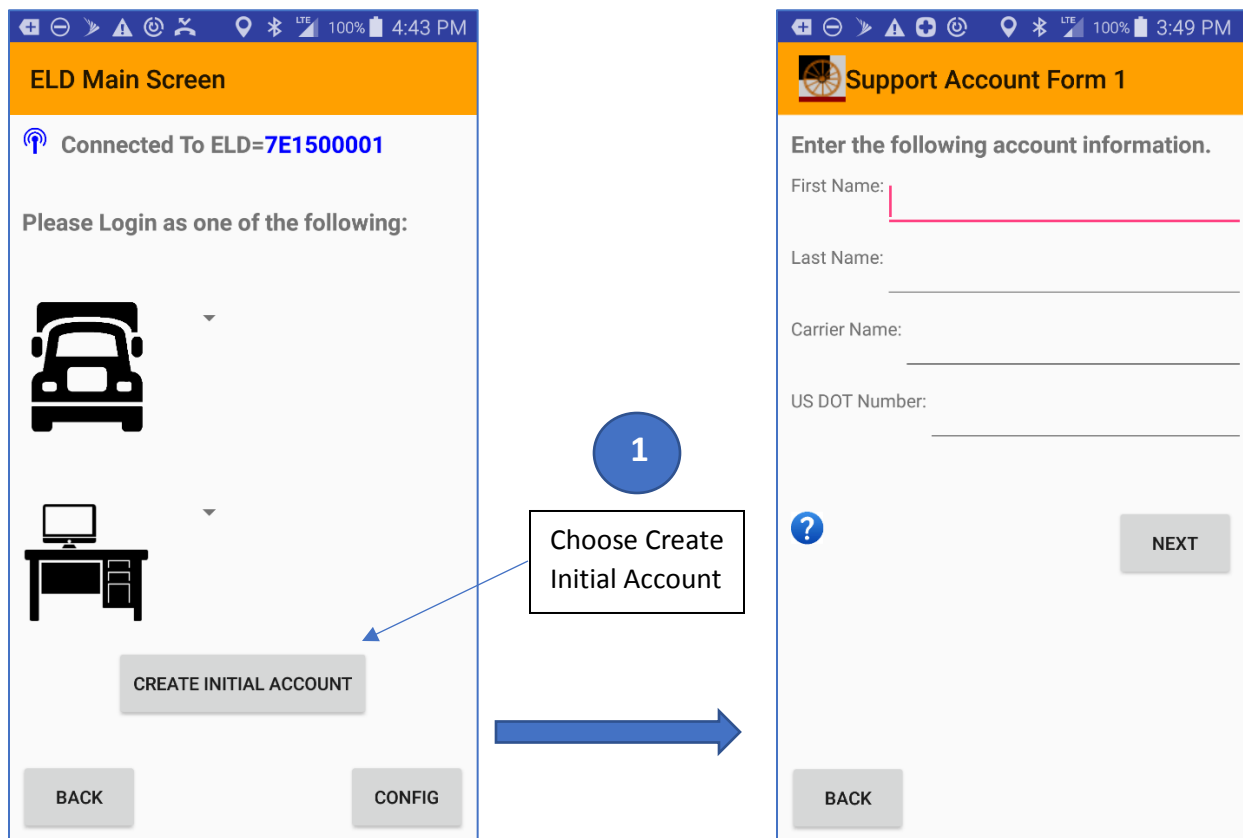 LTE 100% 4:43 PM
ELD Main Screen
Connected To ELD=7E1500001
Please Login as one of the following:
CREATE INITIAL ACCOUNT
BACK
CONFIG
1
Choose Create
Initial Account
LTE 100% 3:49 PM
Support Account Form 1
Enter the following account information.
First Name:
Last Name:
Carrier Name:
US DOT Number:
?
NEXT
BACK